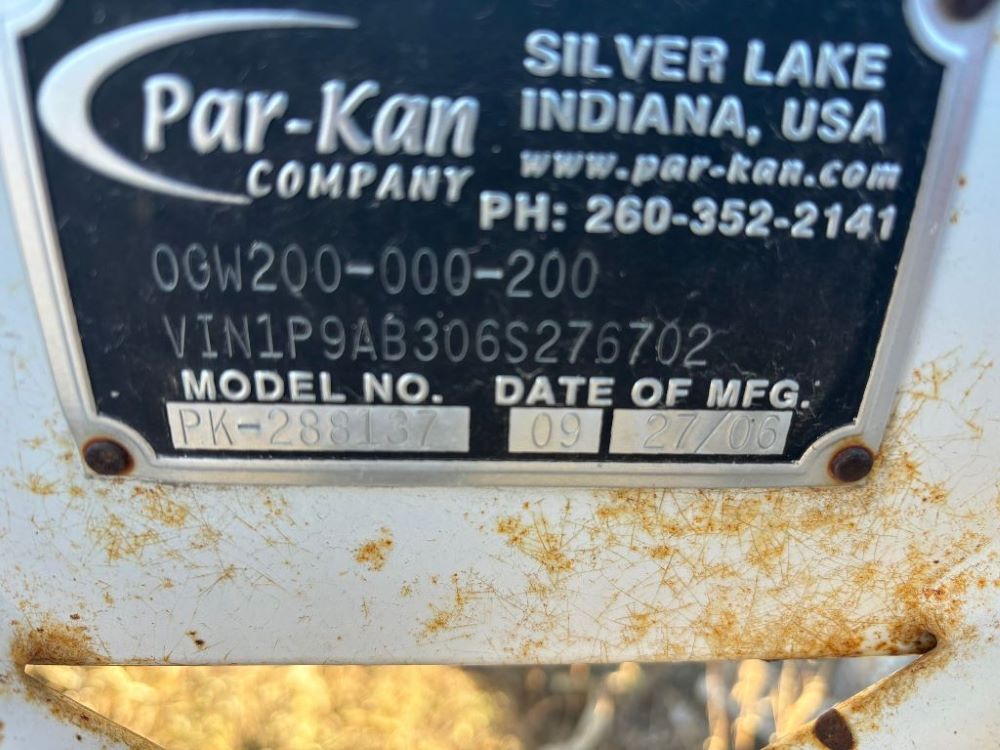 Par-Kan
COMPANY
SILVER LAKE
INDIANA, USA
www.par-kan.com
PH: 260-352-2141
OGW200-000-200
VIN1P9AB306S276702
MODEL NO. DATE OF MFG.
PK-288137 09 27/06